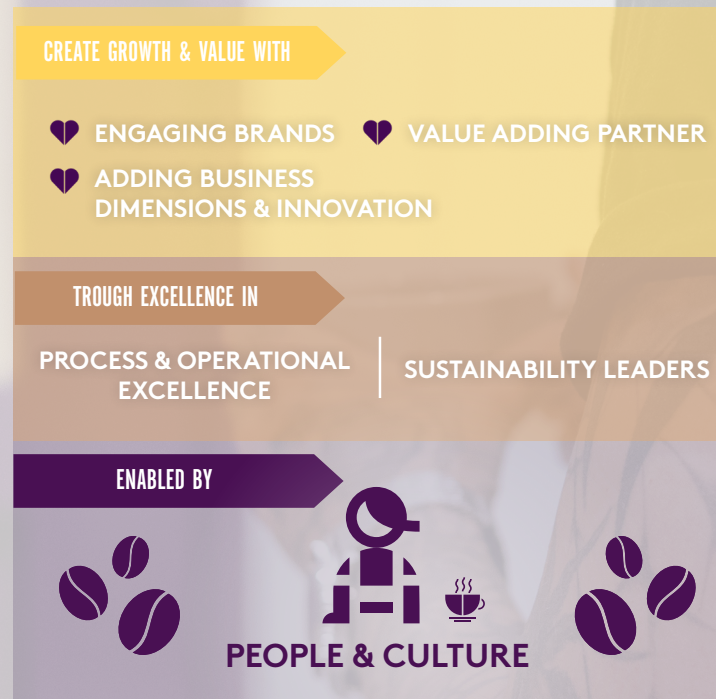 CREATE GROWTH & VALUE WITH
ENGAGING BRANDS
VALUE ADDING PARTNER
ADDING BUSINESS
DIMENSIONS & INNOVATION
TROUGH EXCELLENCE IN
PROCESS & OPERATIONAL
EXCELLENCE
SUSTAINABILITY LEADERS
ENABLED BY
PEOPLE & CULTURE